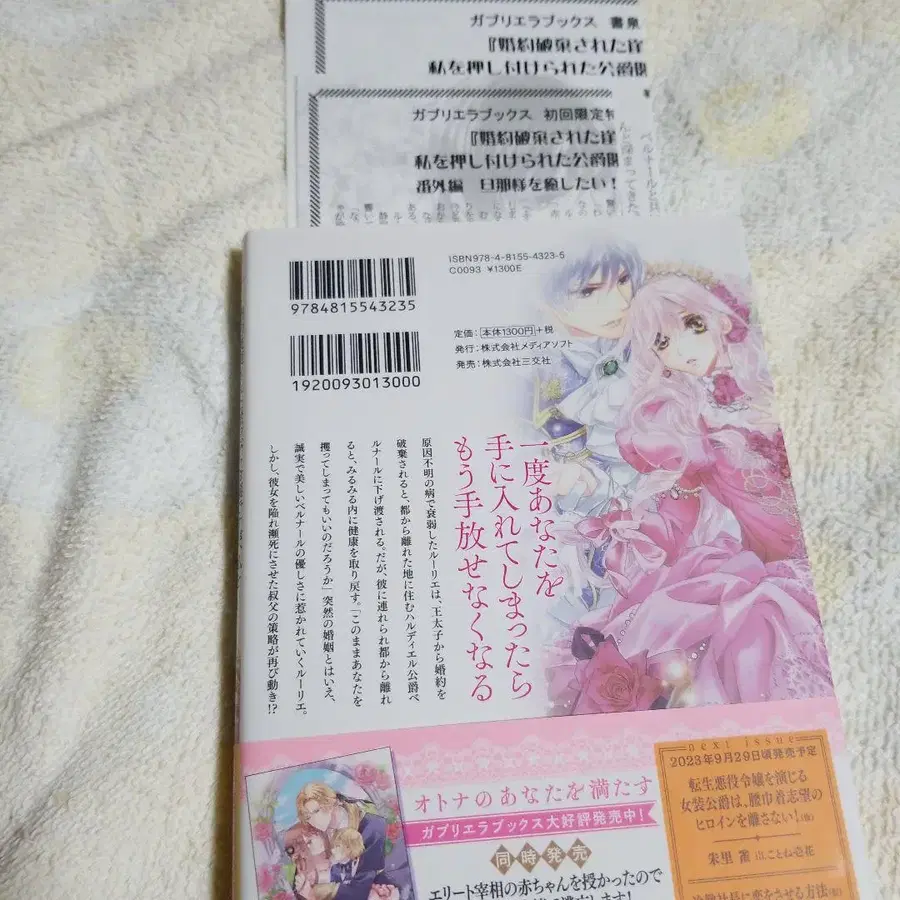 ガブリエラブックス 書泉
『婚約破棄された
私を押し付けられた公爵
ガブリエラブックス 初回限定
『婚約破棄された
私を押し付けられた公爵
番外編 旦那様を癒したい!
ISBN978-4-8155-4323-5
C0093 ¥1300E
9784815543235
定価:本体1300円+税
発行:株式会社メディアソフト
発売:株式会社三交社
1920093013000
一度あなたを
手に入れてしまったら
もう手放せなくなる
原因不明の病で衰弱したルーリエは、王太子から婚約を
破棄されると、都から離れた地に住むハルディエル公爵ベ
ルナールに下げ渡される。だが、彼に連れられ都から離れ
ると、みるみる内に健康を取り戻す。「このままあなたを
攫ってしまってもいいのだろうか」突然の婚姻とはいえ、
誠実で美しいベルナールの優しさに惹かれていくルーリエ。
しかし、彼女を陥れ瀕死にさせた叔父の策略が再び動き!?
オトナのあなたを満たす
ガブリエラブックス大好評発売中!
同時発売
エリート宰相の赤ちゃんを授かったので
next issue
2023年9月29日頃発売予定
転生悪役令嬢を演じる
女装公爵は、腰巾着志望の
ヒロインを離さない!(仮)
朱里 雀 ill.ことね壱花